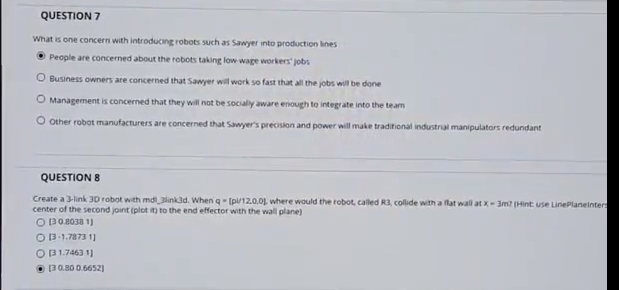 QUESTION 7
What is one concern with introducing robots such as Sawyer into production lines
People are concerned about the robots taking low wage workers' jobs
Business owners are concerned that Sawyer will work so fast that all the jobs will be done
Management is concerned that they will not be socially aware enough to integrate into the team
Other robot manufacturers are concerned that Sawyer's precision and power will make traditional industrial manipulators redundant
QUESTION 8
Create a 3-link 3D robot with mdl_3link3d. When q = [pi/12,0,0], where would the robot, called R3, collide with a flat wall at X = 3m? (Hint: use LinePlaneInters
center of the second joint (plot it) to the end effector with the wall plane)
[3 0.8038 1]
[3 -1.7873 1]
[3 1.7463 1]
[3 0.80 0.6652]